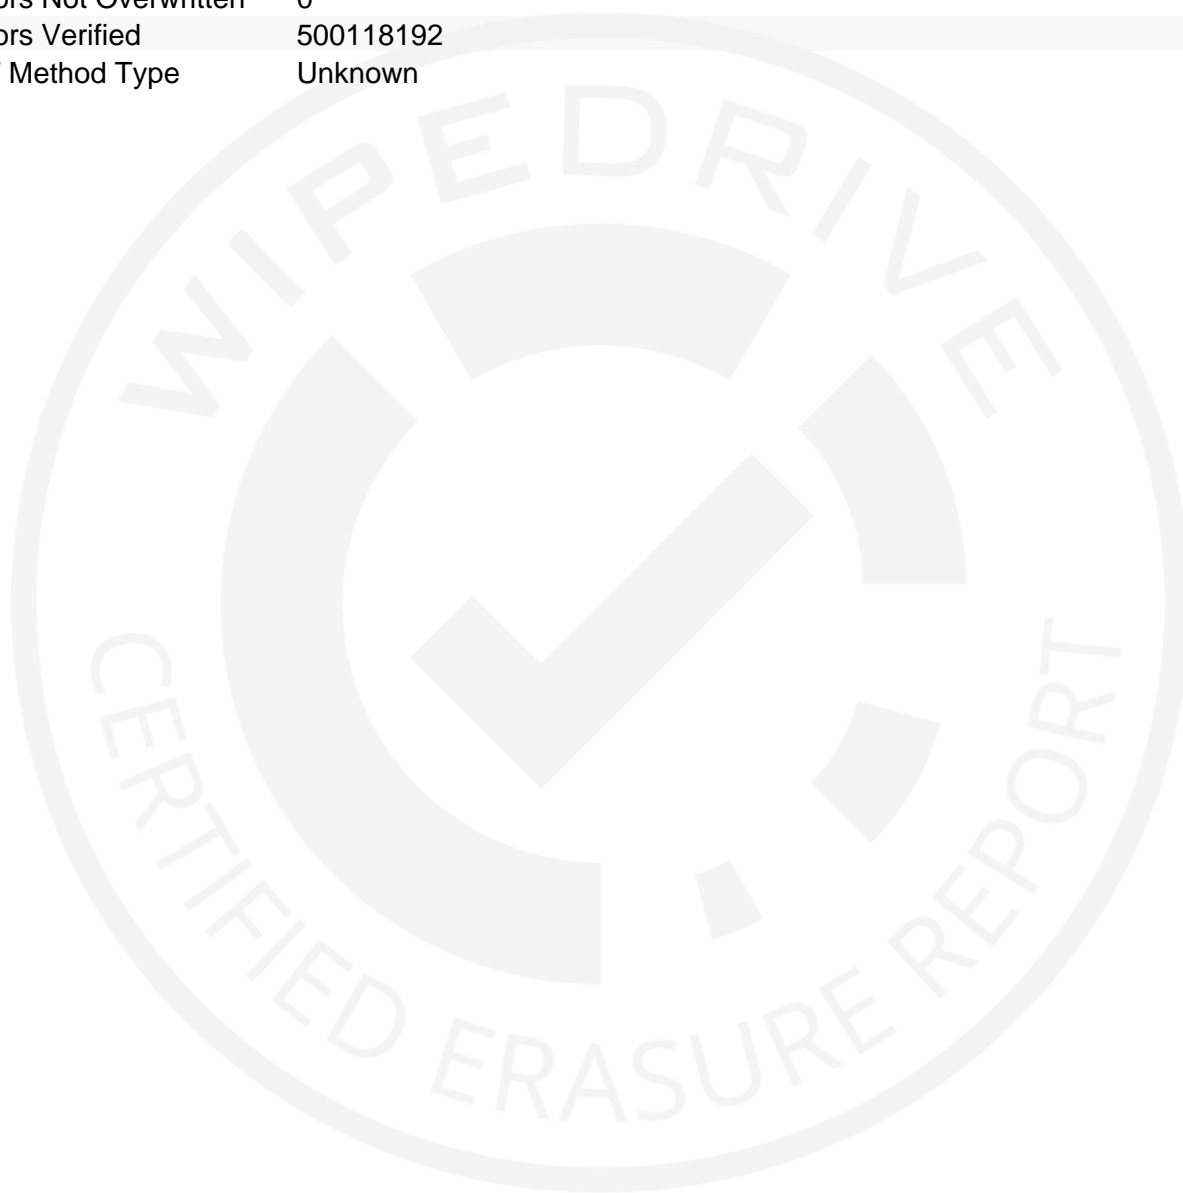 ors Not Overwritten 0
ors Verified 500118192
Method Type Unknown
WIPEDRIVE
CERTIFIED ERASURE REPORT